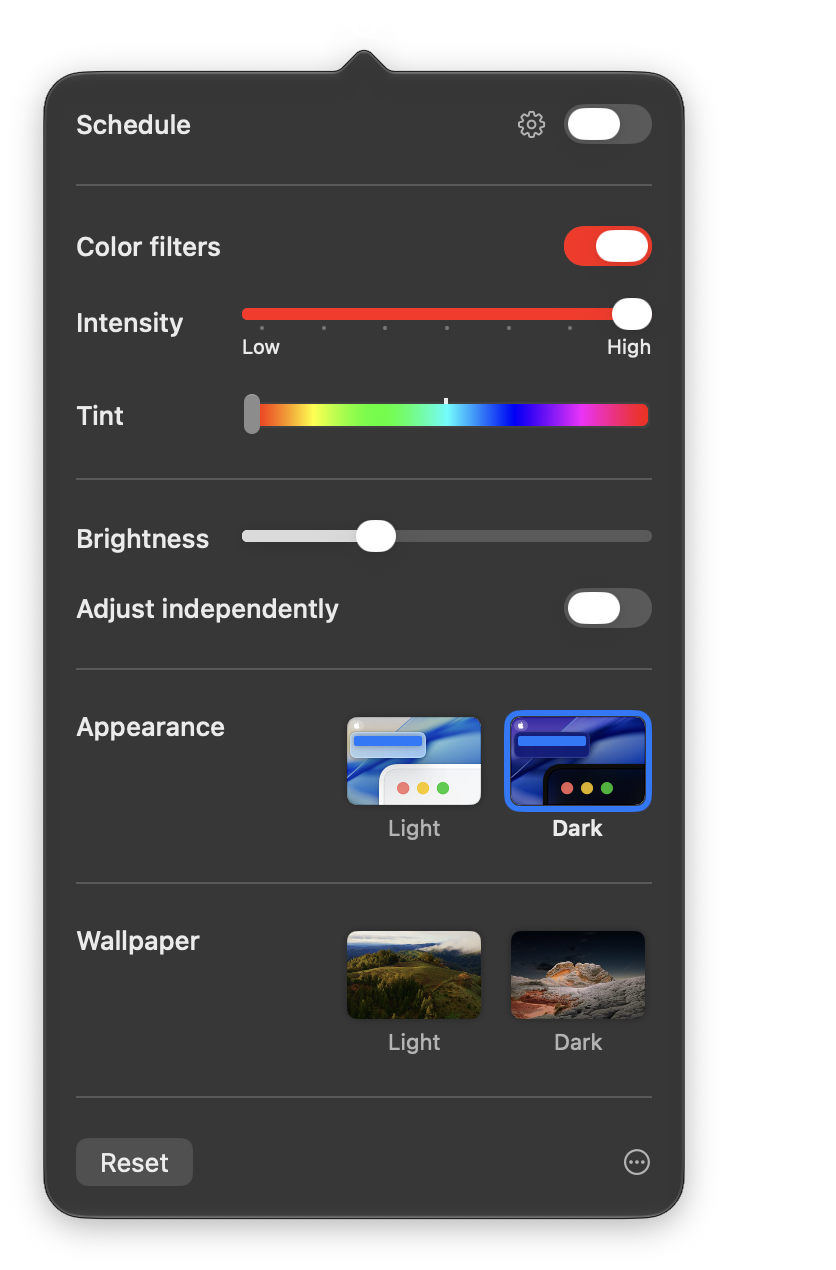 Schedule
Color filters
Intensity
Low High
Tint
Brightness
Adjust independently
Appearance
Light Dark
Wallpaper
Light Dark
Reset